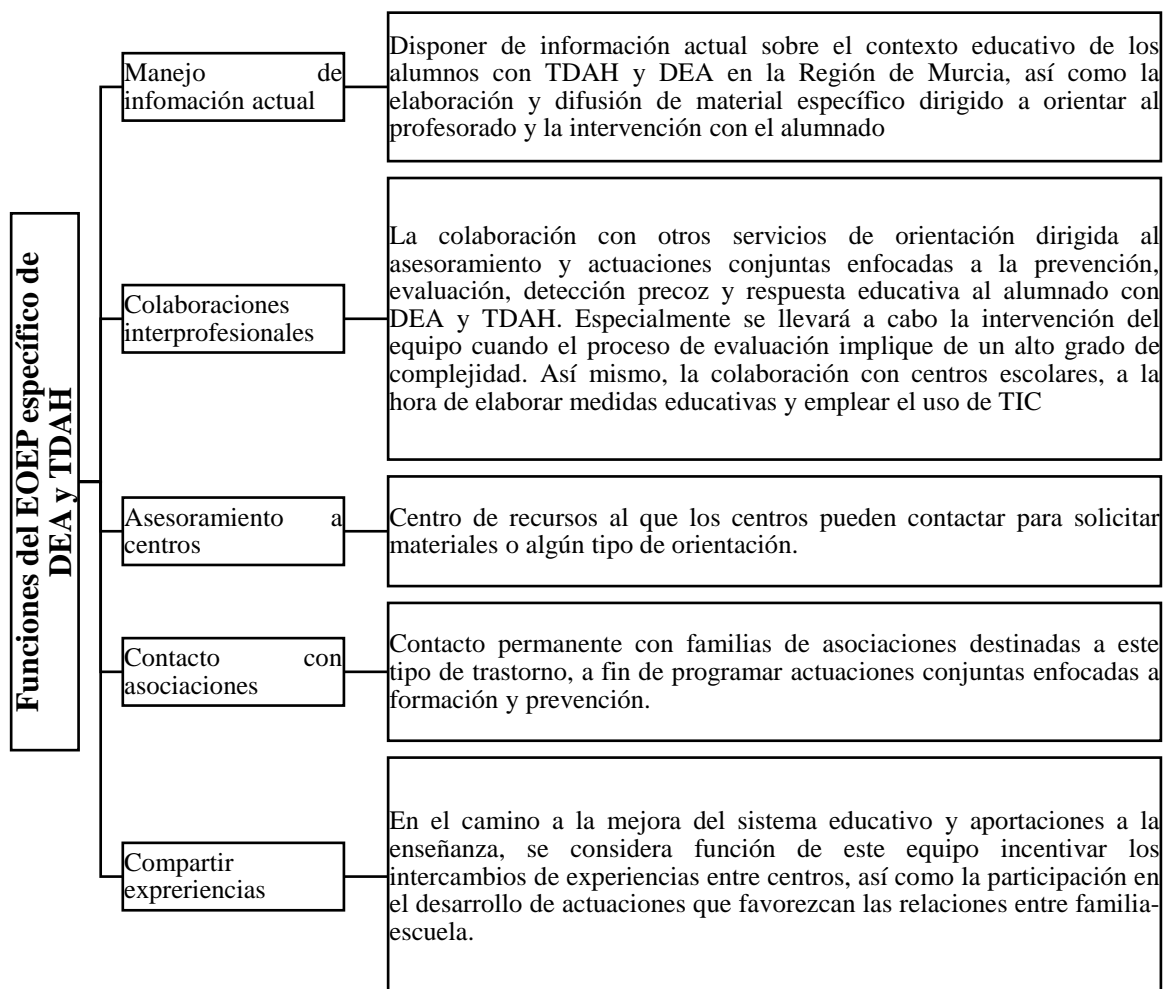 Funciones del EOEP específico de
DEA y TDAH
Manejo de
infomación actual
Disponer de información actual sobre el contexto educativo de los
alumnos con TDAH y DEA en la Región de Murcia, así como la
elaboración y difusión de material específico dirigido a orientar al
profesorado y la intervención con el alumnado
Colaboraciones
interprofesionales
La colaboración con otros servicios de orientación dirigida al
asesoramiento y actuaciones conjuntas enfocadas a la prevención,
evaluación, detección precoz y respuesta educativa al alumnado con
DEA y TDAH. Especialmente se llevará a cabo la intervención del
equipo cuando el proceso de evaluación implique de un alto grado de
complejidad. Así mismo, la colaboración con centros escolares, a la
hora de elaborar medidas educativas y emplear el uso de TIC
Asesoramiento a
centros
Centro de recursos al que los centros pueden contactar para solicitar
materiales o algún tipo de orientación.
Contacto con
asociaciones
Contacto permanente con familias de asociaciones destinadas a este
tipo de trastorno, a fin de programar actuaciones conjuntas enfocadas a
formación y prevención.
Compartir
expreriencias
En el camino a la mejora del sistema educativo y aportaciones a la
enseñanza, se considera función de este equipo incentivar los
intercambios de experiencias entre centros, así como la participación en
el desarrollo de actuaciones que favorezcan las relaciones entre familia-
escuela.